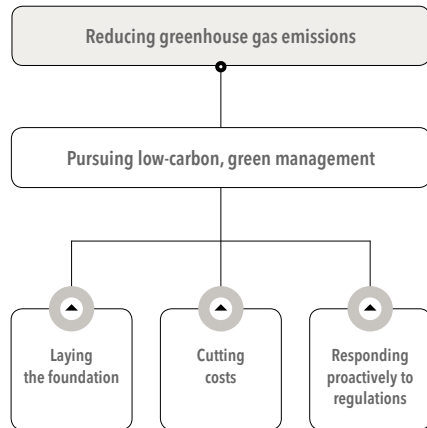 Reducing greenhouse gas emissions
Pursuing low-carbon, green management
Laying
the foundation
Cutting
costs
Responding
proactively to
regulations